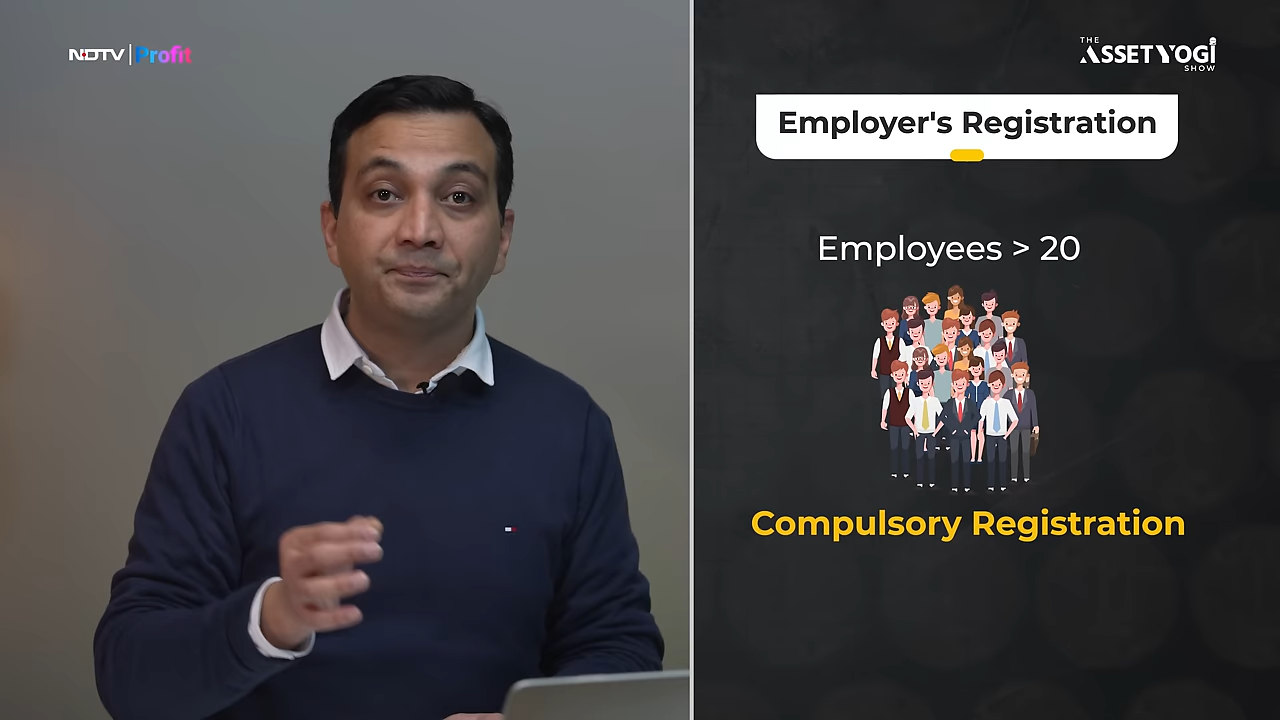 NDTV Profit
THE
ASSET YOGI
SHOW
Employer's Registration
Employees > 20
Compulsory Registration